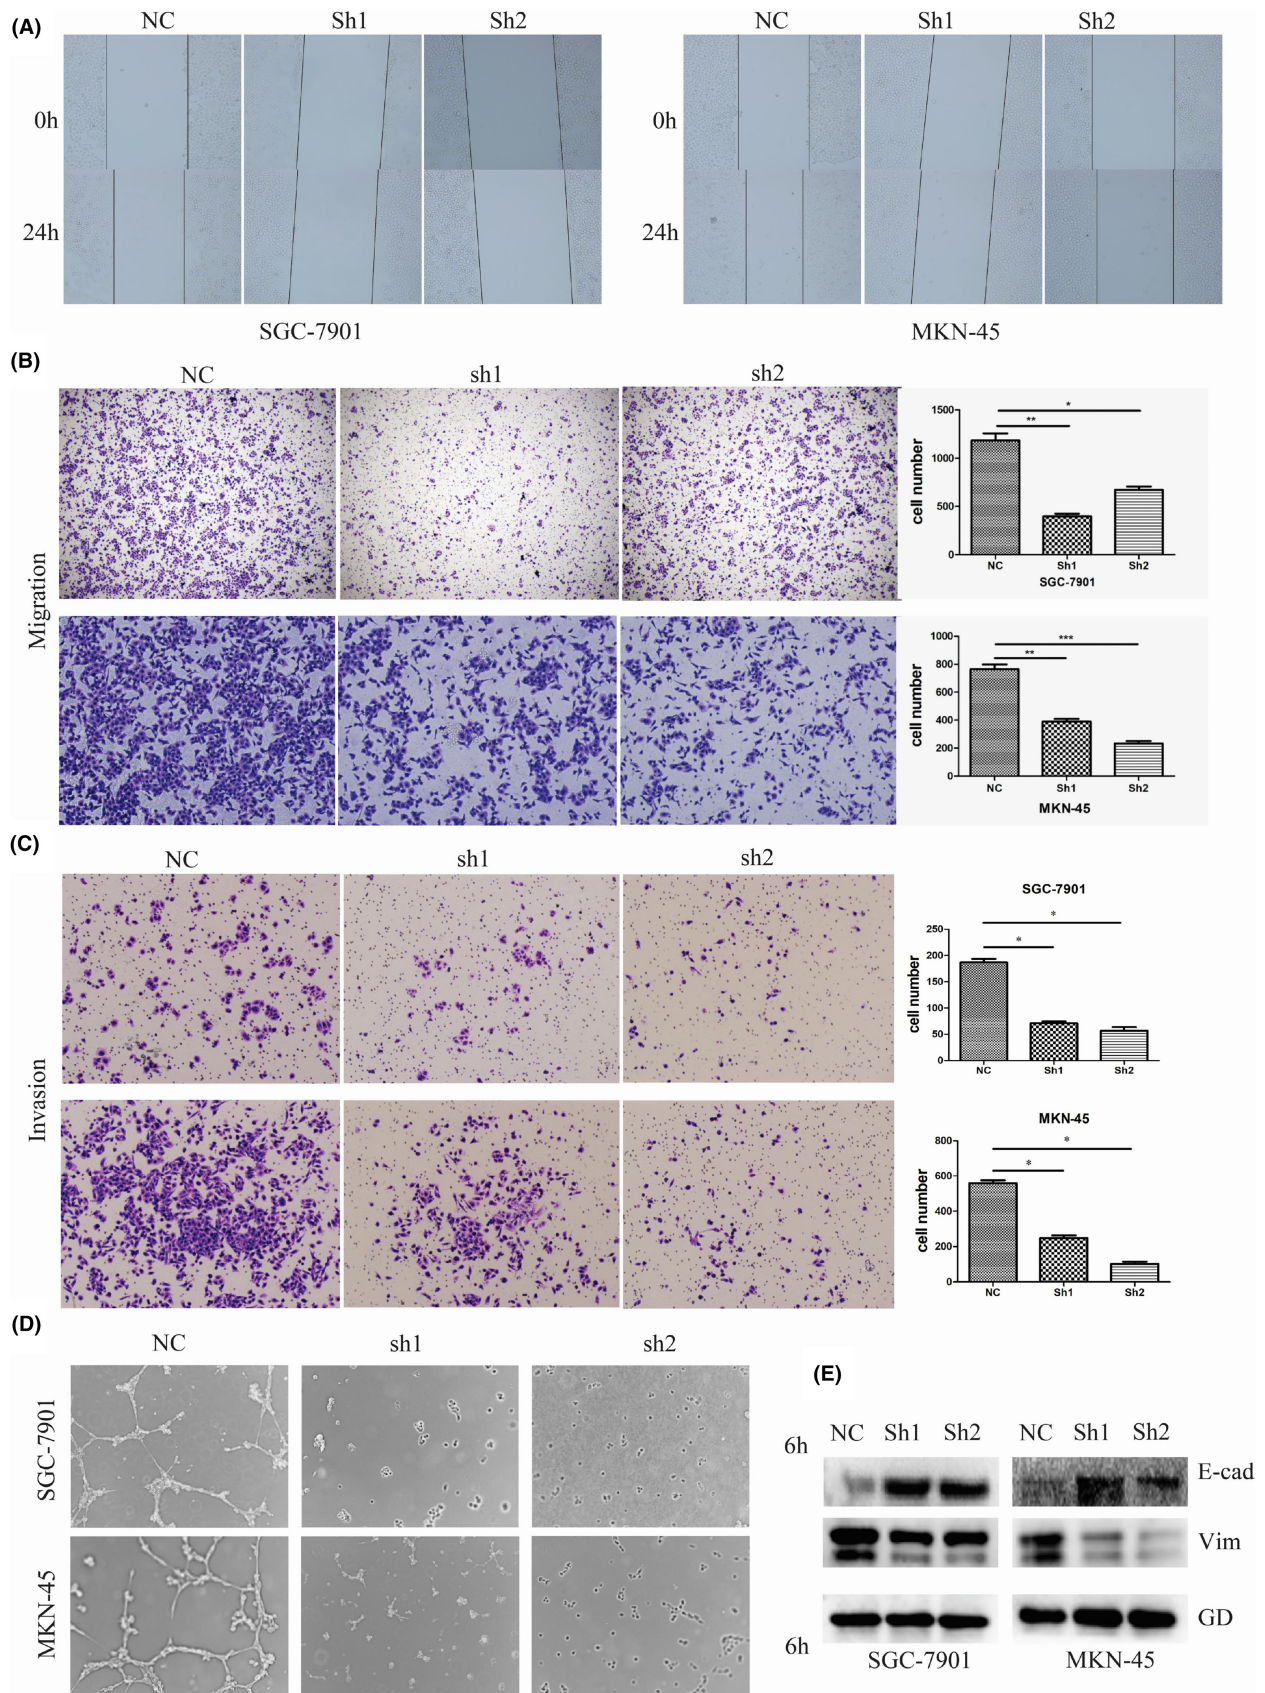 (A)
NC Sh1 Sh2 NC Sh1 Sh2
0h 0h
24h 24h
SGC-7901 MKN-45
(B)
NC sh1 sh2
Migration
1500
1000
500
0
cell number
* **
NC Sh1 Sh2
SGC-7901
1000
800
600
400
200
0
cell number
*** **
NC Sh1 Sh2
MKN-45
(C)
NC sh1 sh2
Invasion
SGC-7901
250
200
150
100
50
0
cell number
* *
NC Sh1 Sh2
MKN-45
800
600
400
200
0
cell number
* *
NC Sh1 Sh2
(D)
NC sh1 sh2
SGC-7901
MKN-45
(E)
6h NC Sh1 Sh2 NC Sh1 Sh2
E-cad
Vim
GD
6h
SGC-7901 MKN-45